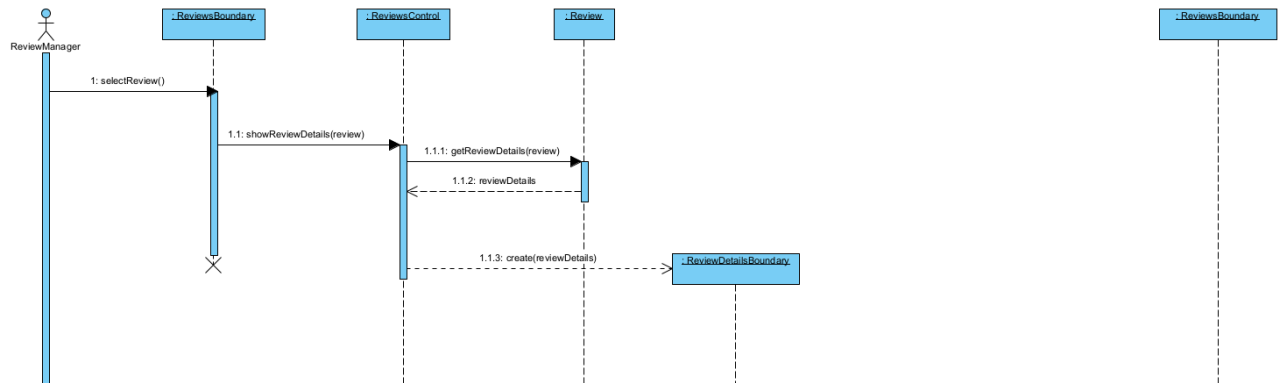 : ReviewsBoundary
: ReviewsControl
: Review
: ReviewsBoundary
ReviewManager
1: selectReview()
1.1: showReviewDetails(review)
1.1.1: getReviewDetails(review)
1.1.2: reviewDetails
1.1.3: create(reviewDetails)
: ReviewDetailsBoundary